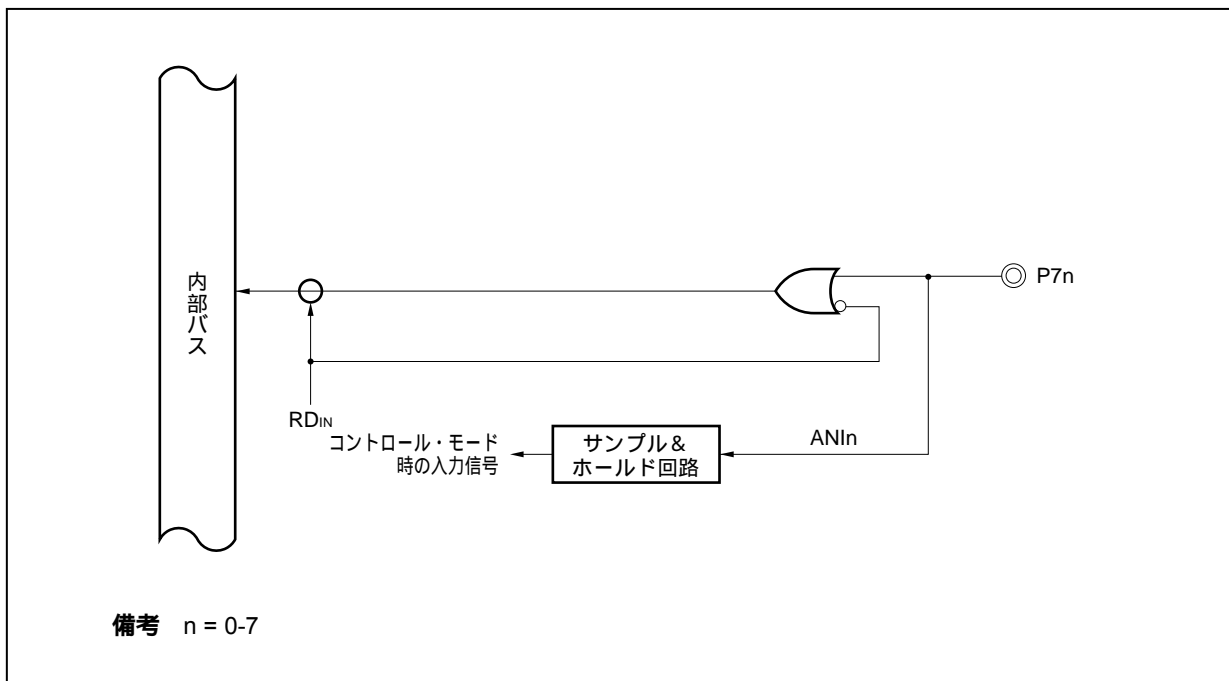 内部バス
P7n
RDIN
コントロール・モード
時の入力信号
サンプル&
ホールド回路
ANIn
備考 n = 0-7